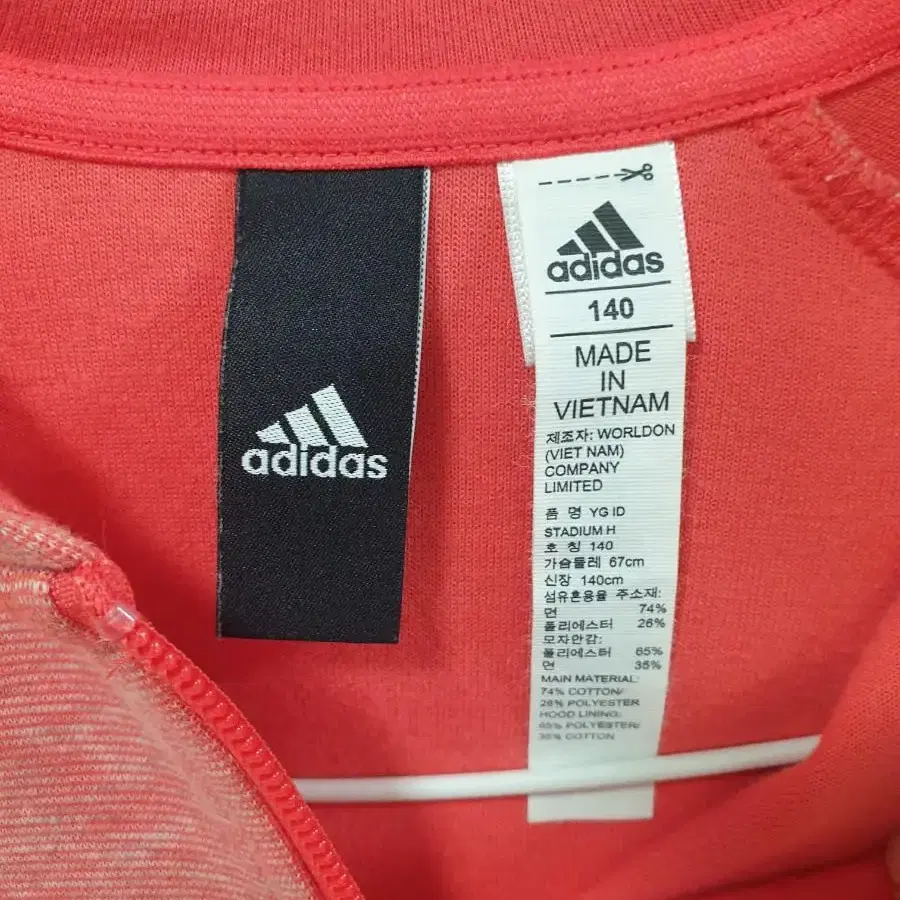 adidas
adidas
140
MADE
IN
VIETNAM
제조자: WORLDON
(VIET NAM)
COMPANY
LIMITED
품 명 YG ID
STADIUM H
호 칭 140
가슴둘레 67cm
신장 140cm
섬유혼용율 주소재:
면 74%
폴리에스터 26%
모자안감:
폴리에스터 65%
면 35%
MAIN MATERIAL:
74% COTTON/
26% POLYESTER
HOOD LINING:
65% POLYESTER/
35% COTTON